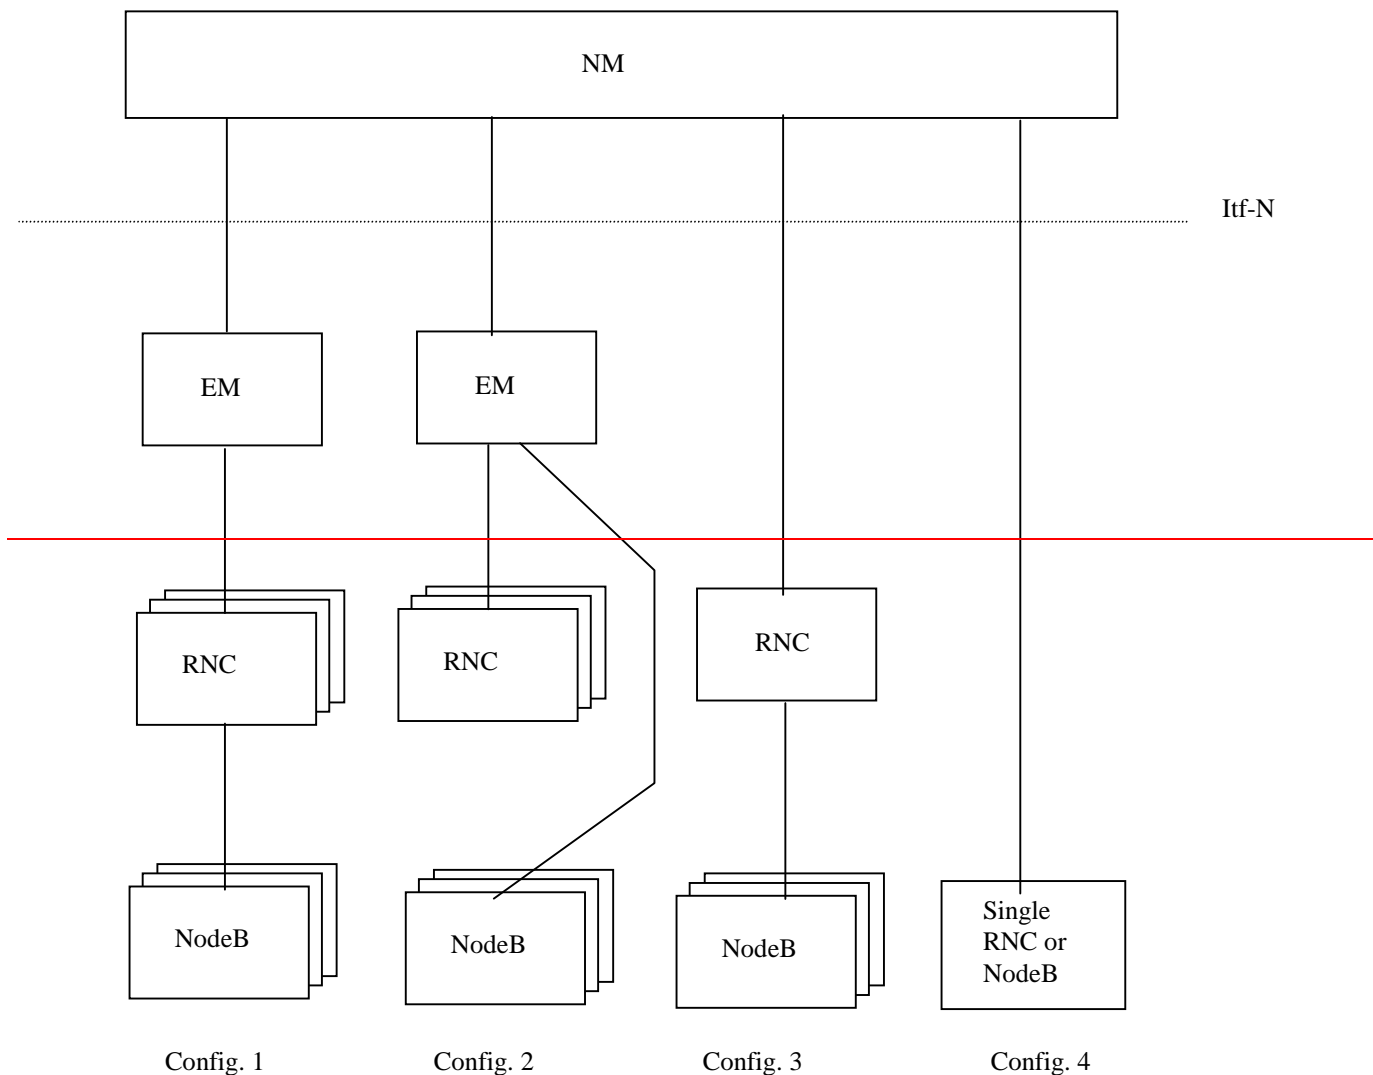 NM
Itf-N
EM
EM
RNC
RNC
RNC
NodeB
NodeB
NodeB
Single
RNC or
NodeB
Config. 1
Config. 2
Config. 3
Config. 4